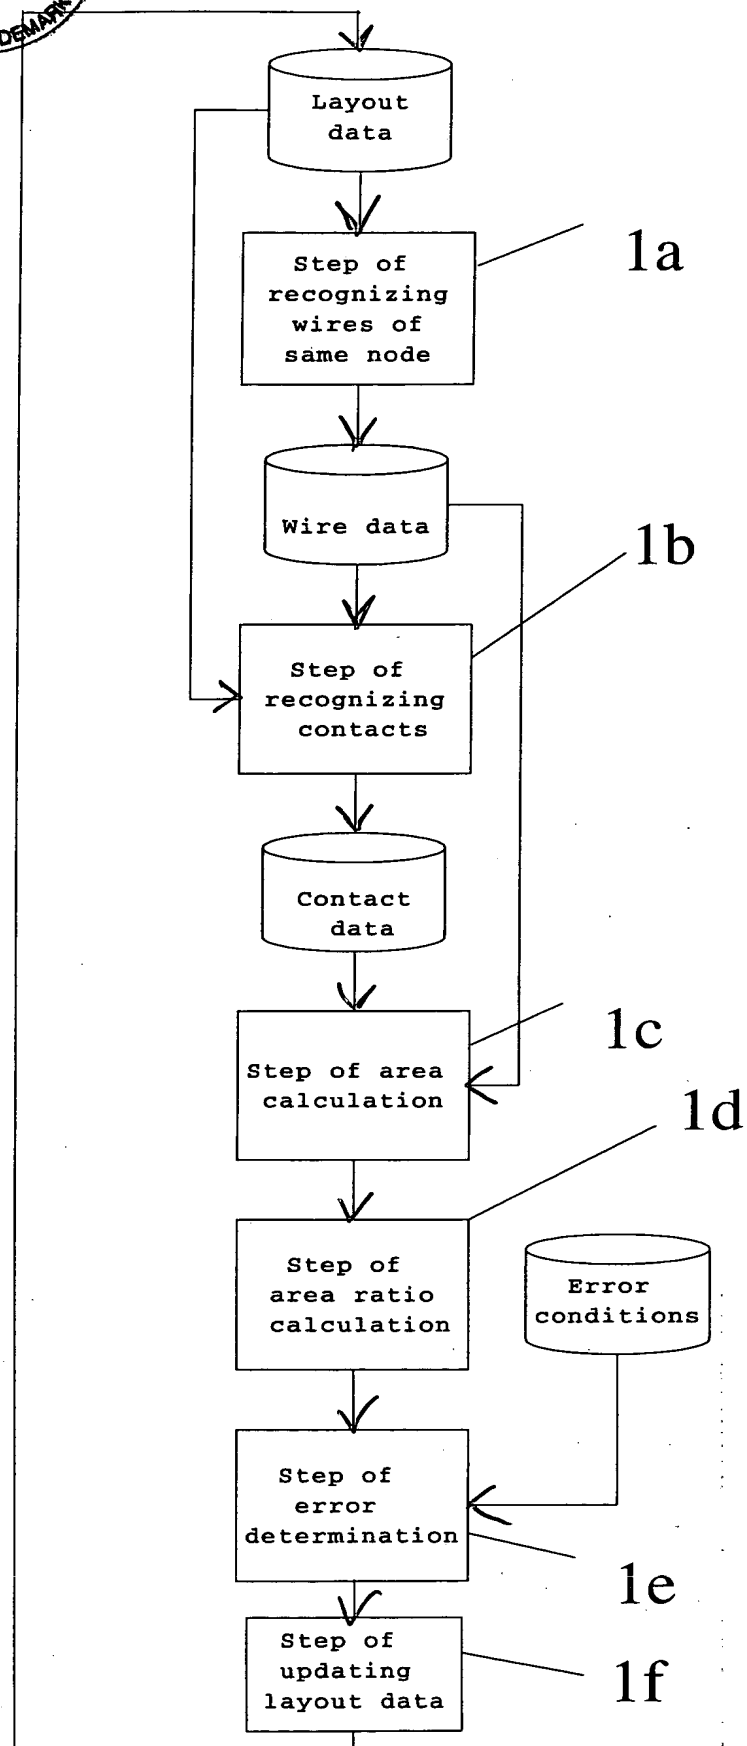 DEMARK
Layout
data
Step of
recognizing
wires of
same node
1a
Wire data
1b
Step of
recognizing
contacts
Contact
data
Step of area
calculation
1c
1d
Step of
area ratio
calculation
Error
conditions
Step of
error
determination
1e
Step of
updating
layout data
1f